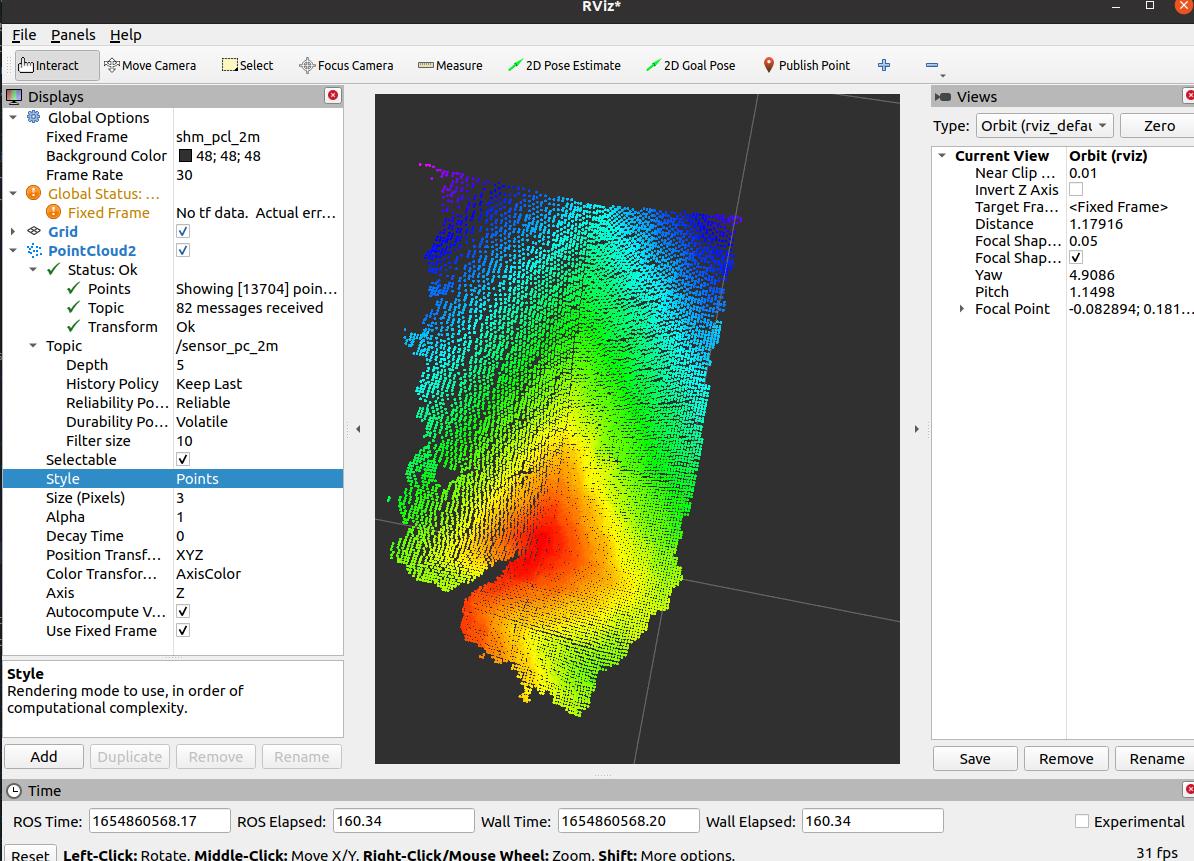 RViz*
File Panels Help
Interact Move Camera Select Focus Camera Measure 2D Pose Estimate 2D Goal Pose Publish Point
Displays
Global Options
Fixed Frame shm_pcl_2m
Background Color 48; 48; 48
Frame Rate 30
Global Status: ...
Fixed Frame No tf data. Actual err...
Grid
PointCloud2
Status: Ok
Points Showing [13704] poin...
Topic 82 messages received
Transform Ok
Topic /sensor_pc_2m
Depth 5
History Policy Keep Last
Reliability Po... Reliable
Durability Po... Volatile
Filter size 10
Selectable
Style Points
Size (Pixels) 3
Alpha 1
Decay Time 0
Position Transf... XYZ
Color Transfor... AxisColor
Axis Z
Autocompute V...
Use Fixed Frame
Style
Rendering mode to use, in order of
computational complexity.
Add Duplicate Remove Rename
Views
Type: Orbit (rviz_defau Zero
Current View Orbit (rviz)
Near Clip ... 0.01
Invert Z Axis
Target Fra... <Fixed Frame>
Distance 1.17916
Focal Shap... 0.05
Focal Shap...
Yaw 4.9086
Pitch 1.1498
Focal Point -0.082894; 0.181...
Save Remove Rename
Time
ROS Time: 1654860568.17 ROS Elapsed: 160.34 Wall Time: 1654860568.20 Wall Elapsed: 160.34 Experimental
Reset Left-Click: Rotate. Middle-Click: Move X/Y. Right-Click/Mouse Wheel: Zoom. Shift: More options. 31 fps